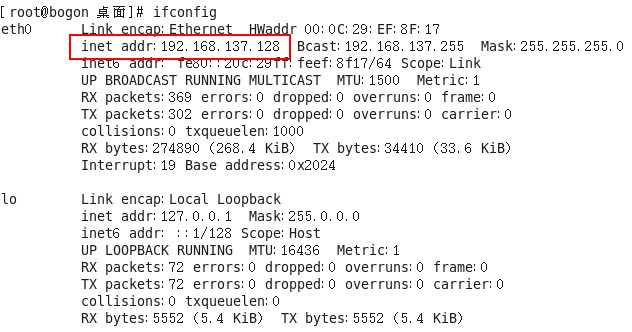 [root@bogon 桌面]# ifconfig
eth0      Link encap:Ethernet  HWaddr 00:0C:29:EF:8F:17
          inet addr:192.168.137.128  Bcast:192.168.137.255  Mask:255.255.255.0
          inet6 addr: fe80::20c:29ff:feef:8f17/64 Scope:Link
          UP BROADCAST RUNNING MULTICAST  MTU:1500  Metric:1
          RX packets:369 errors:0 dropped:0 overruns:0 frame:0
          TX packets:302 errors:0 dropped:0 overruns:0 carrier:0
          collisions:0 txqueuelen:1000
          RX bytes:274890 (268.4 KiB)  TX bytes:34410 (33.6 KiB)
          Interrupt:19 Base address:0x2024
lo        Link encap:Local Loopback
          inet addr:127.0.0.1  Mask:255.0.0.0
          inet6 addr: ::1/128 Scope:Host
          UP LOOPBACK RUNNING  MTU:16436  Metric:1
          RX packets:72 errors:0 dropped:0 overruns:0 frame:0
          TX packets:72 errors:0 dropped:0 overruns:0 carrier:0
          collisions:0 txqueuelen:0
          RX bytes:5552 (5.4 KiB)  TX bytes:5552 (5.4 KiB)